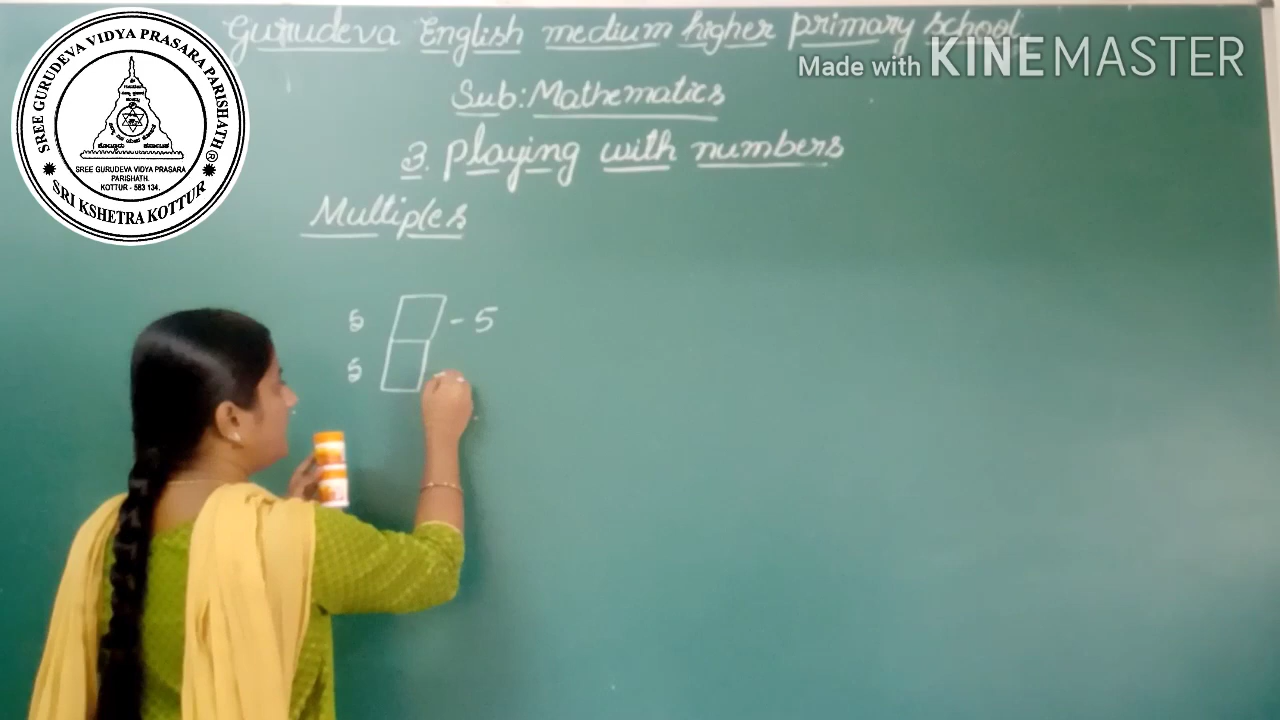 Gurudeva English medium higher primary school
Made with KINEMASTER
Sub: Mathematics
3. Playing with numbers
Multiples
5 - 5
5
SREE GURUDEVA VIDYA PRASARA PARISHATH®
SREE GURUDEVA VIDYA PRASARA
PARISHATH.
KOTTUR - 583 134.
SRI KSHETRA KOTTUR